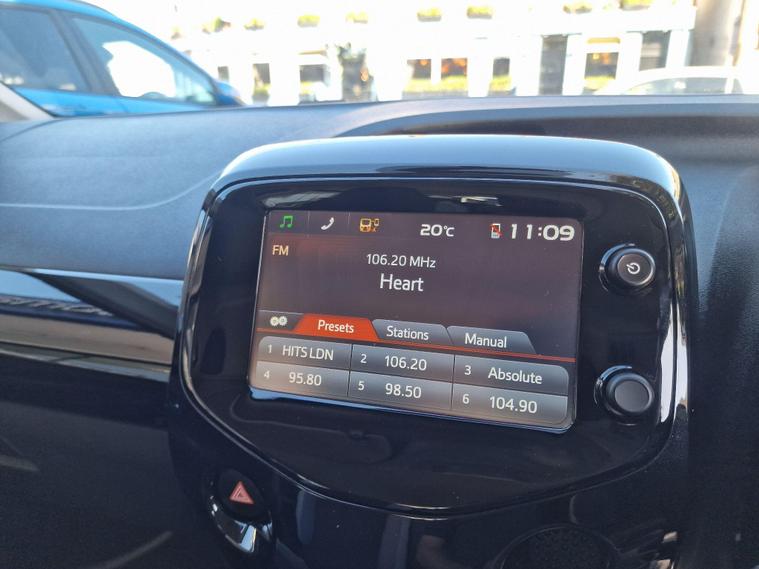 20°C 11:09
FM
106.20 MHz
Heart
Presets Stations Manual
1 HITS LDN 2 106.20 3 Absolute
4 95.80 5 98.50 6 104.90